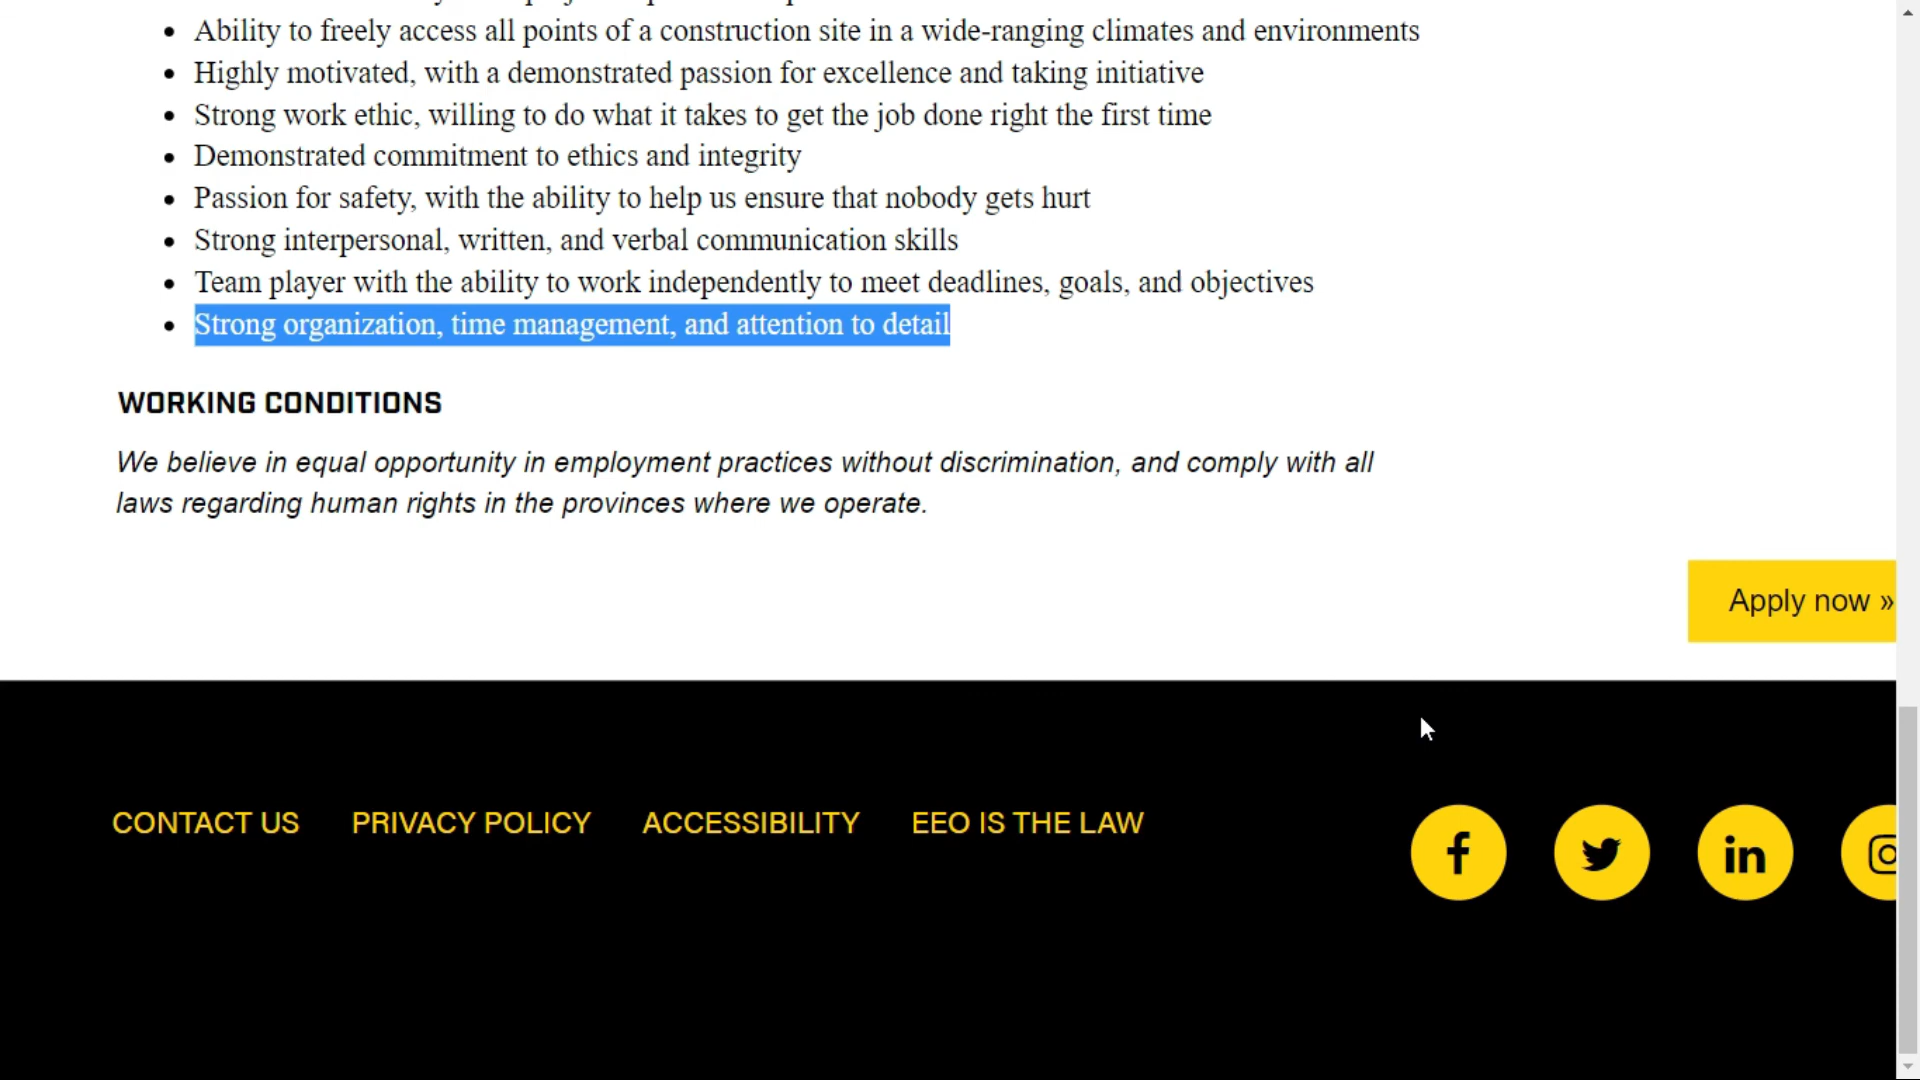 Ability to freely access all points of a construction site in a wide-ranging climates and environments
Highly motivated, with a demonstrated passion for excellence and taking initiative
Strong work ethic, willing to do what it takes to get the job done right the first time
Demonstrated commitment to ethics and integrity
Passion for safety, with the ability to help us ensure that nobody gets hurt
Strong interpersonal, written, and verbal communication skills
Team player with the ability to work independently to meet deadlines, goals, and objectives
Strong organization, time management, and attention to detail
WORKING CONDITIONS
We believe in equal opportunity in employment practices without discrimination, and comply with all
laws regarding human rights in the provinces where we operate.
Apply now »
CONTACT US PRIVACY POLICY ACCESSIBILITY EEO IS THE LAW